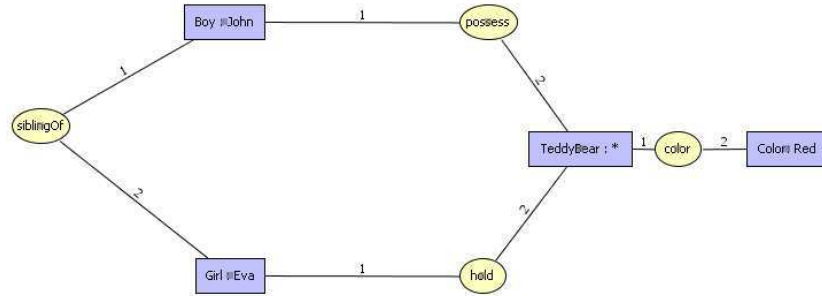 Boy : John
1
possess
1
2
siblingOf
TeddyBear : *
1
color
2
Color : Red
2
2
Girl : Eva
1
hold